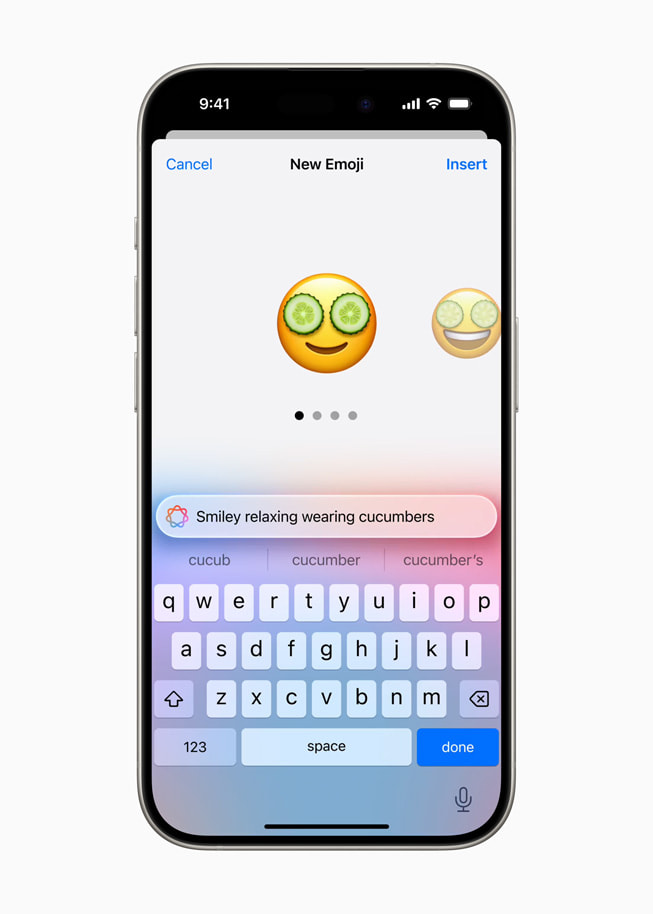 9:41
Cancel New Emoji Insert
Smiley relaxing wearing cucumbers
cucub cucumber cucumber’s
q w e r t y u i o p
a s d f g h j k l
z x c v b n m
123 space done